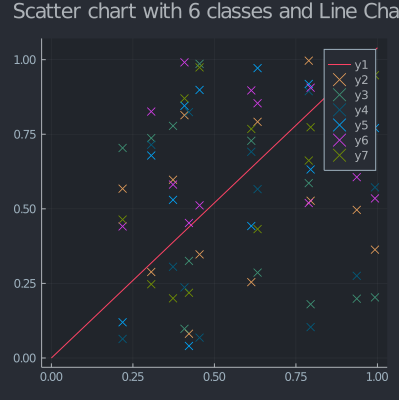 Scatter chart with 6 classes and Line Cha
1.00
0.75
0.50
0.25
0.00
0.00
0.25
0.50
0.75
1.00
y1
y2
y3
y4
y5
y6
y7